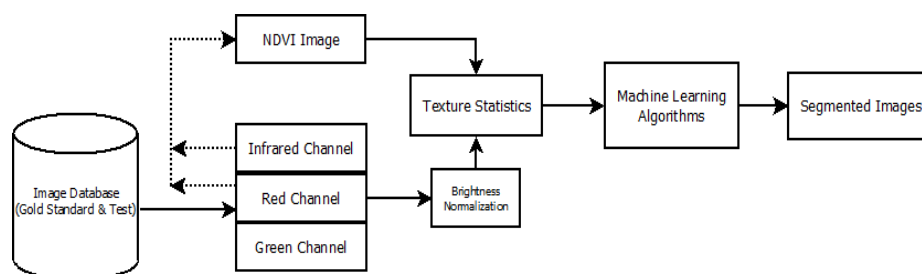 NDVI Image
Texture Statistics
Machine Learning
Algorithms
Segmented Images
Infrared Channel
Image Database
(Gold Standard & Test)
Red Channel
Brightness
Normalization
Green Channel